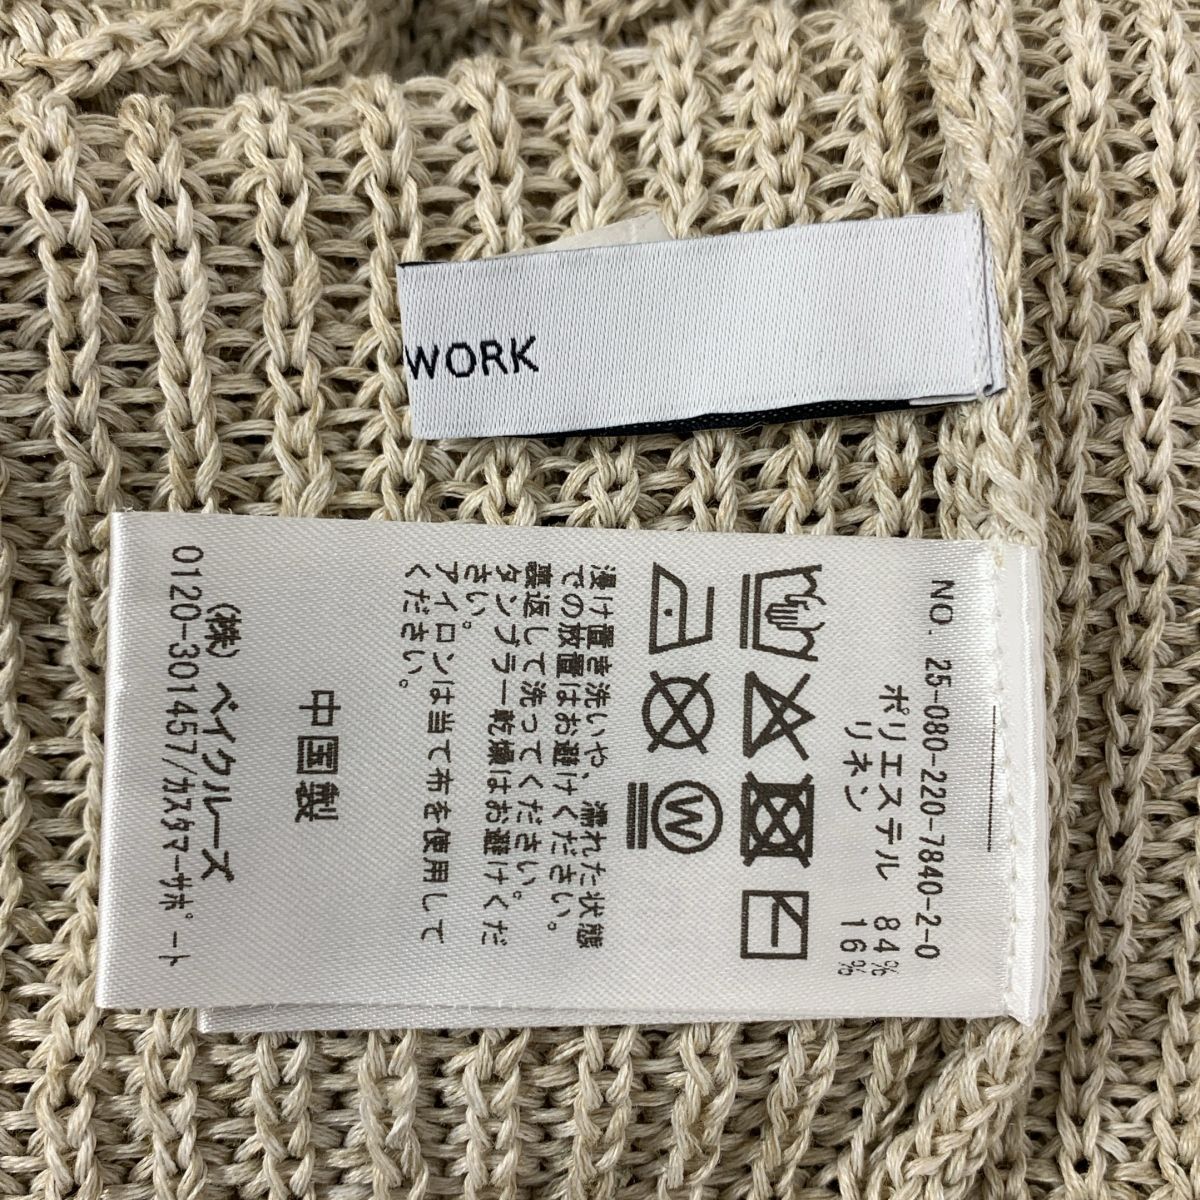 WORK
NO. 25-080-220-7840-2-0
ポリエステル 84%
リネン 16%
W
浸け置き洗いや、濡れた状態
での放置はお避けください。
裏返して洗ってください。
タンブラー乾燥はお避けくだ
さい。
アイロンは当て布を使用して
ください。
中国製
(株) ベイクルーズ
0120-301457/カスタマーサポート